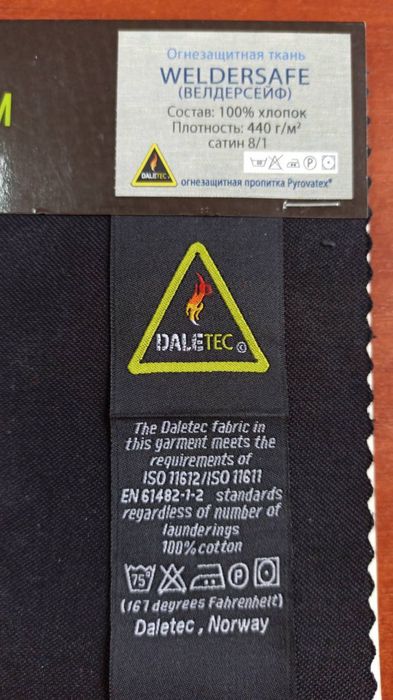 М
Огнезащитная ткань
WELDERSAFE
(ВЕЛДЕРСЕЙФ)
Состав: 100% хлопок
Плотность: 440 г/м²
сатин 8/1
DALETEC
огнезащитная пропитка Pyrovatex®
DALETEC ©
The Daletec fabric in
this garment meets the
requirements of
ISO 11612/ISO 11611
EN 61482-1-2 standards
regardless of number of
launderings
100% cotton
75° P
(167 degrees Fahrenheit)
Daletec, Norway